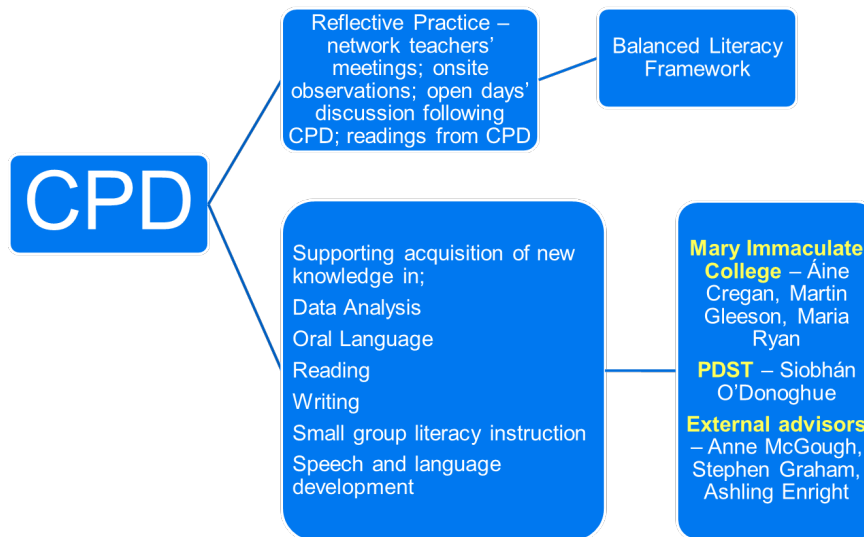 CPD
Reflective Practice –
network teachers’
meetings; onsite
observations; open days’
discussion following
CPD; readings from CPD
Balanced Literacy
Framework
Supporting acquisition of new
knowledge in;
Data Analysis
Oral Language
Reading
Writing
Small group literacy instruction
Speech and language
development
Mary Immaculate
College – Áine
Cregan, Martin
Gleeson, Maria
Ryan
PDST – Siobhán
O’Donoghue
External advisors
– Anne McGough,
Stephen Graham,
Ashling Enright